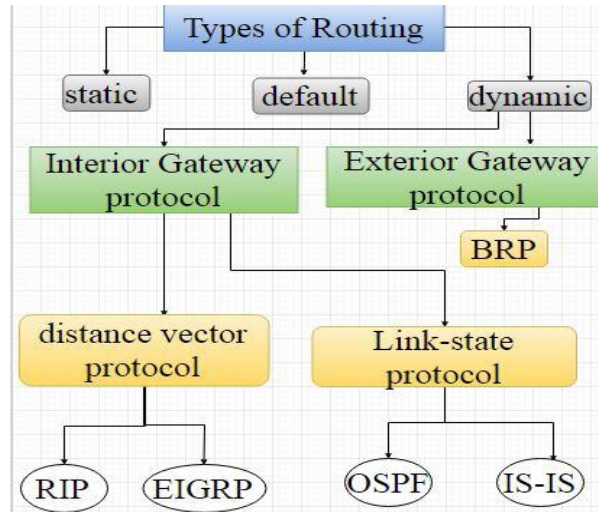 Types of Routing
static
default
dynamic
Interior Gateway
protocol
Exterior Gateway
protocol
BRP
distance vector
protocol
Link-state
protocol
RIP
EIGRP
OSPF
IS-IS